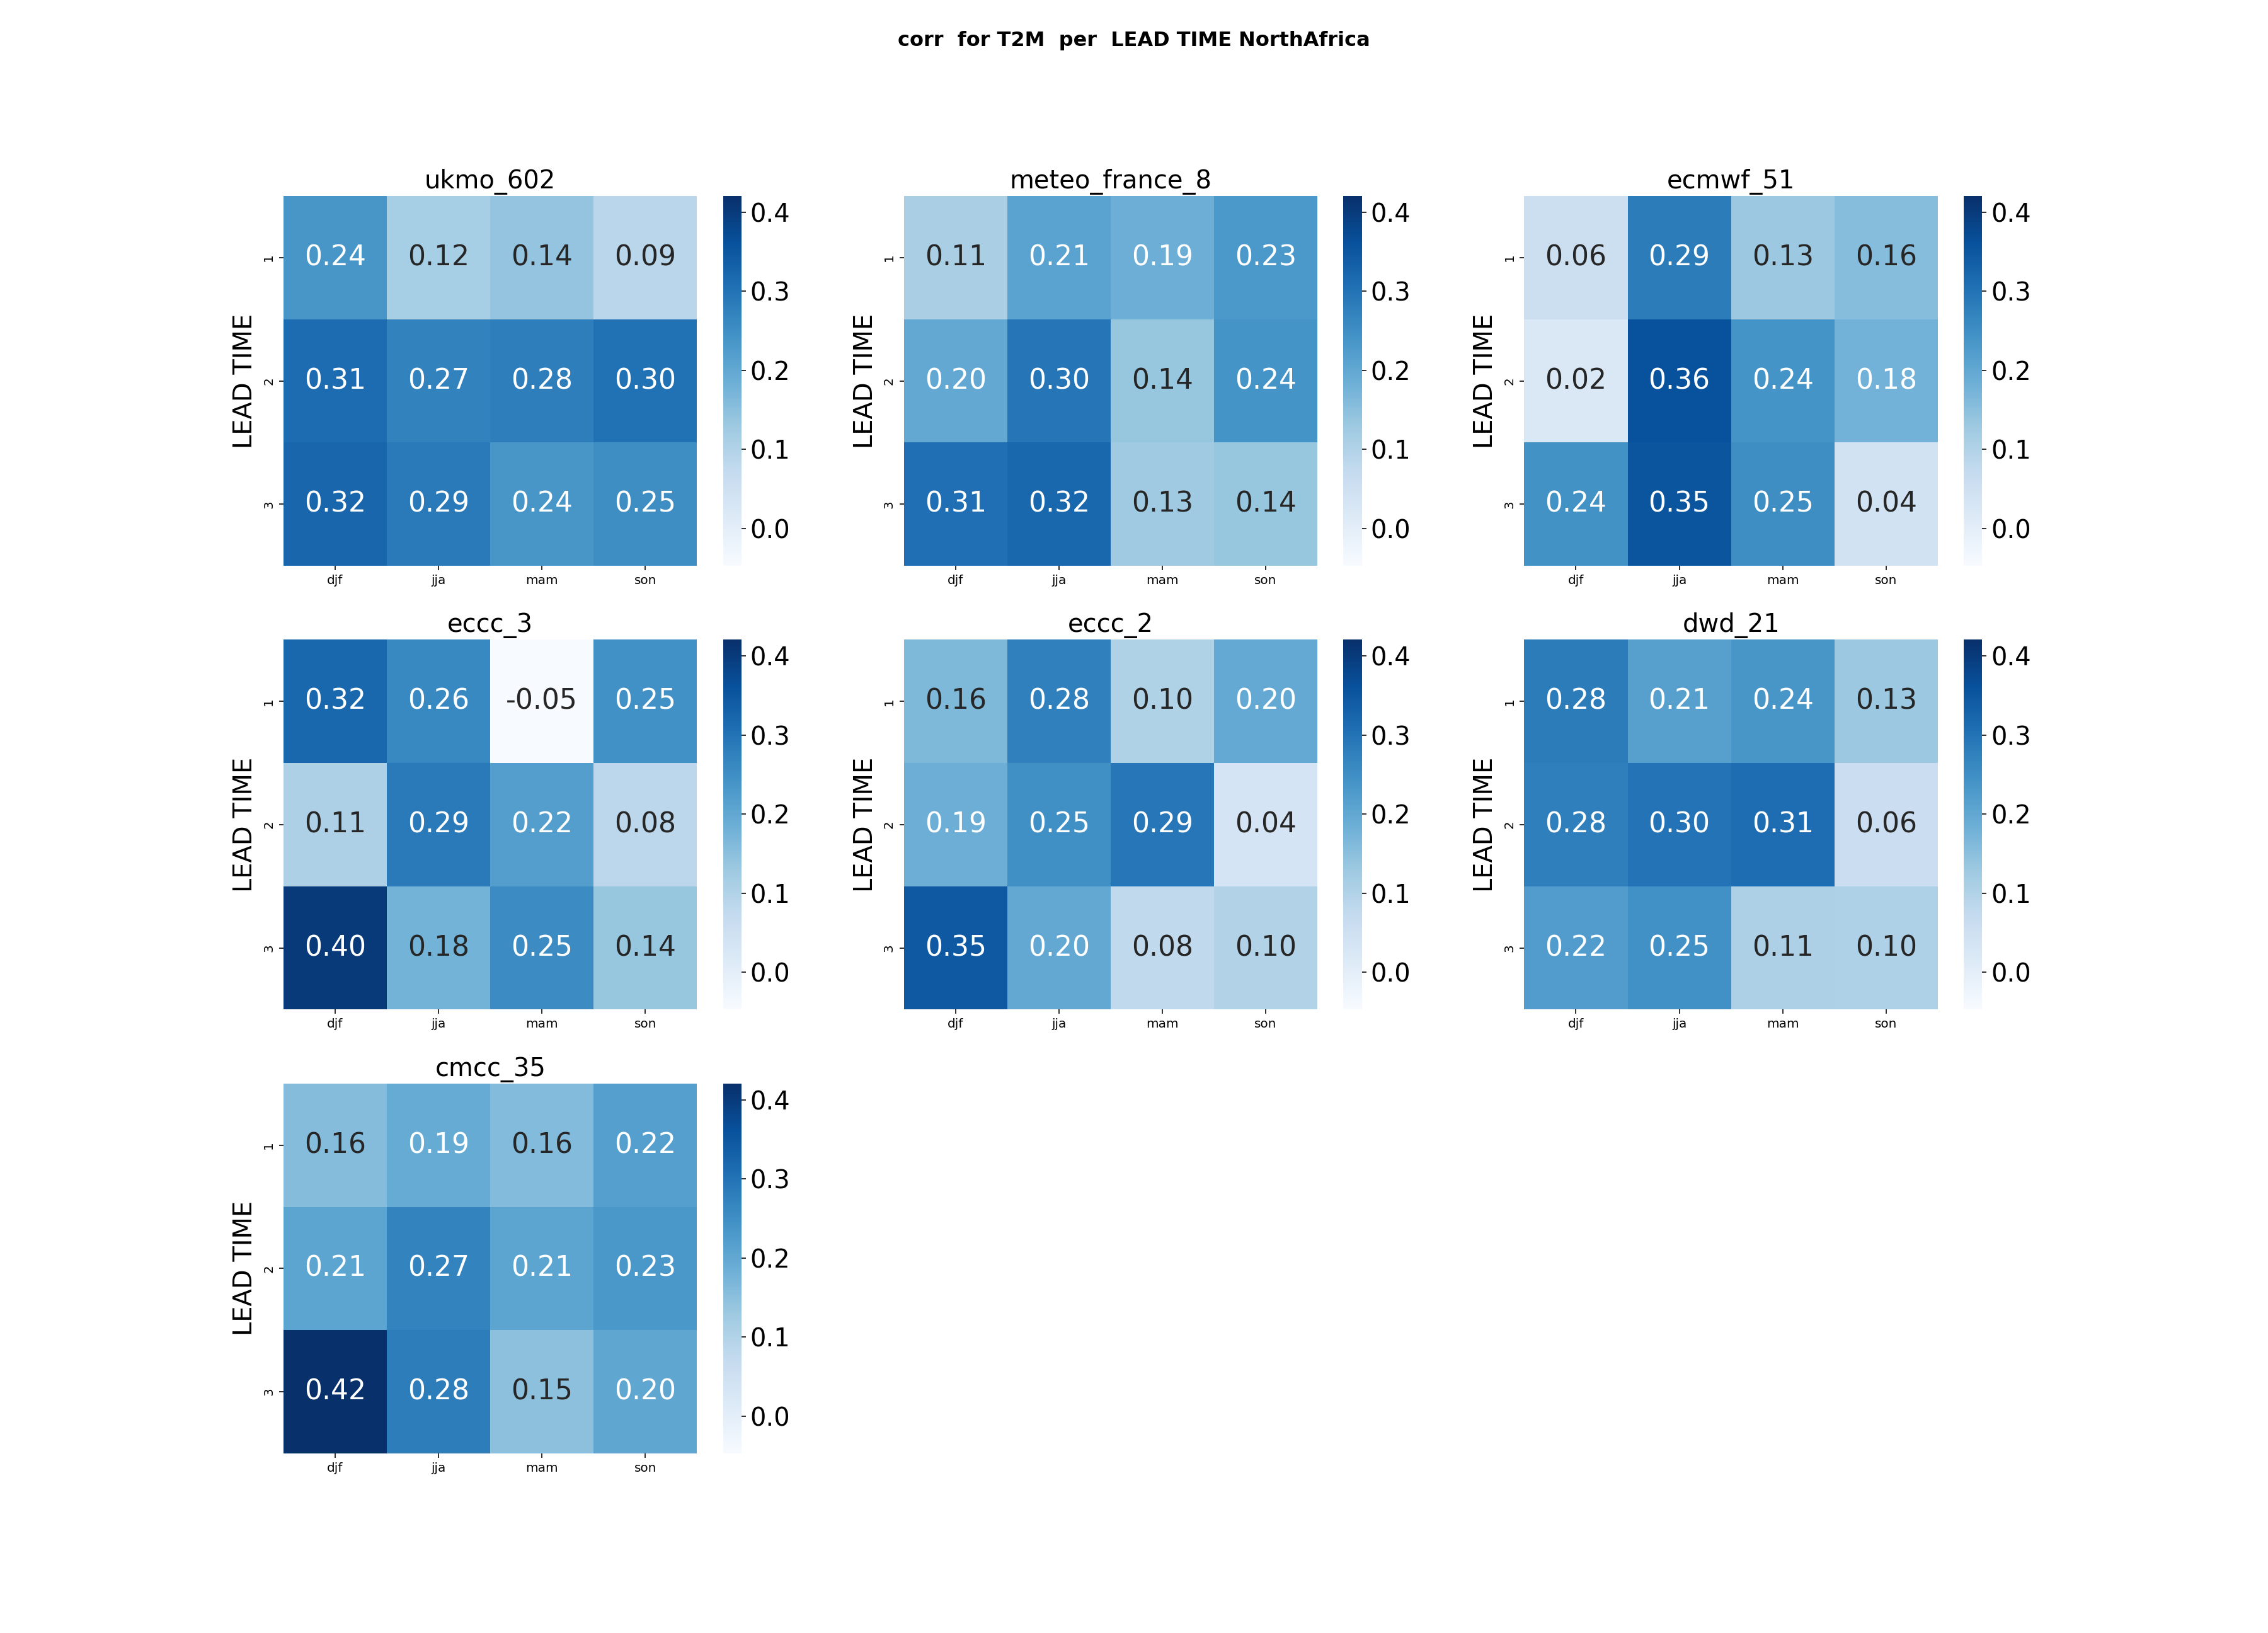 corr  for T2M  per  LEAD TIME NorthAfrica
ukmo_602
LEAD TIME
1 0.24 0.12 0.14 0.09
2 0.31 0.27 0.28 0.30
3 0.32 0.29 0.24 0.25
djf jja mam son
0.4
0.3
0.2
0.1
0.0
meteo_france_8
LEAD TIME
1 0.11 0.21 0.19 0.23
2 0.20 0.30 0.14 0.24
3 0.31 0.32 0.13 0.14
djf jja mam son
0.4
0.3
0.2
0.1
0.0
ecmwf_51
LEAD TIME
1 0.06 0.29 0.13 0.16
2 0.02 0.36 0.24 0.18
3 0.24 0.35 0.25 0.04
djf jja mam son
0.4
0.3
0.2
0.1
0.0
eccc_3
LEAD TIME
1 0.32 0.26 -0.05 0.25
2 0.11 0.29 0.22 0.08
3 0.40 0.18 0.25 0.14
djf jja mam son
0.4
0.3
0.2
0.1
0.0
eccc_2
LEAD TIME
1 0.16 0.28 0.10 0.20
2 0.19 0.25 0.29 0.04
3 0.35 0.20 0.08 0.10
djf jja mam son
0.4
0.3
0.2
0.1
0.0
dwd_21
LEAD TIME
1 0.28 0.21 0.24 0.13
2 0.28 0.30 0.31 0.06
3 0.22 0.25 0.11 0.10
djf jja mam son
0.4
0.3
0.2
0.1
0.0
cmcc_35
LEAD TIME
1 0.16 0.19 0.16 0.22
2 0.21 0.27 0.21 0.23
3 0.42 0.28 0.15 0.20
djf jja mam son
0.4
0.3
0.2
0.1
0.0